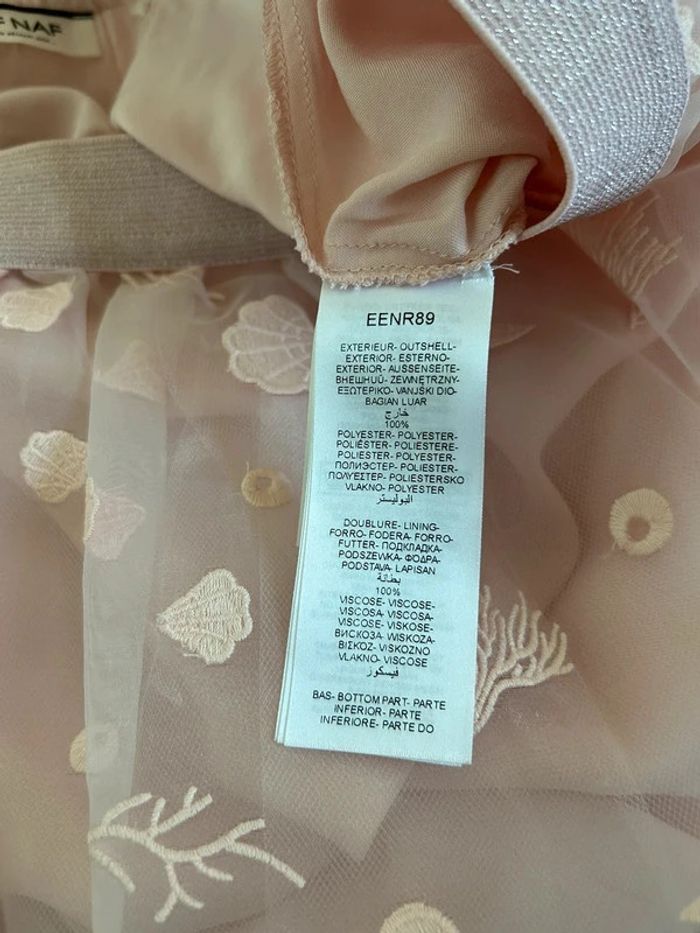 F NAF
EENR89
EXTERIEUR- OUTSHELL-
EXTERIOR- ESTERNO-
EXTERIOR- AUSSENSEITE-
ВНЕШНИЙ- ZEWNĘTRZNY-
ΕΞΩΤΕΡΙΚΟ- VANJŠKI DIO-
BAGIAN LUAR
خارج
100%
POLYESTER- POLYESTER-
POLIÉSTER- POLIESTERE-
POLIESTER- POLYESTER-
ПОЛИЭСТЕР- POLIESTER-
ΠΟΛΥΕΣΤΕΡ- POLIESTERSKO
VLAKNO- POLYESTER
البوليستر
DOUBLURE- LINING-
FORRO- FODERA- FORRO-
FUTTER- ПОДКЛАДКА-
PODSZEWKA- ΦΟΔΡΑ-
PODSTAVA- LAPISAN
بطانة
100%
VISCOSE- VISCOSE-
VISCOSA- VISCOSA-
VISCOSE- VISKOSE-
ВИСКОЗА- WISKOZA-
ΒΙΣΚΟΖ- VISKOZNO
VLAKNO- VISCOSE
فيسكوز
BAS- BOTTOM PART- PARTE
INFERIOR- PARTE
INFERIORE- PARTE DO